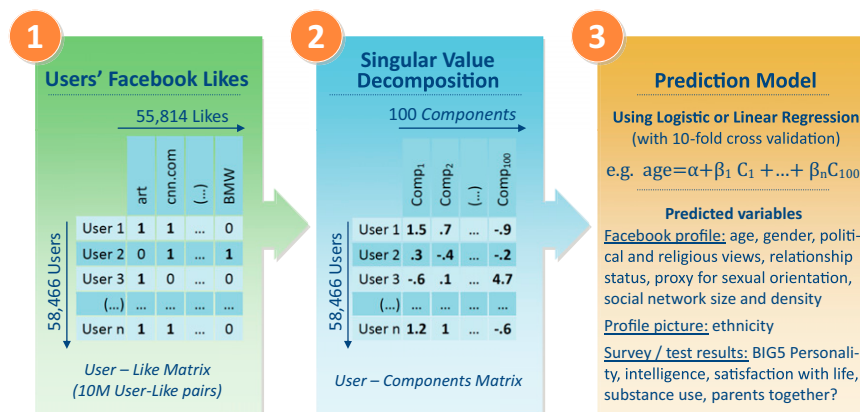 1
Users' Facebook Likes
55,814 Likes
art cnn.com (...) BMW
58,466 Users
User 1 1 1 ... 0
User 2 0 1 ... 1
User 3 1 0 ... 0
(...) ... ... ... ...
User n 1 1 ... 0
User – Like Matrix
(10M User-Like pairs)
2
Singular Value
Decomposition
100 Components
Comp₁ Comp₂ (...) Comp₁₀₀
58,466 Users
User 1 1.5 .7 ... -.9
User 2 .3 -.4 ... -.2
User 3 -.6 .1 ... 4.7
(...) ... ... ... ...
User n 1.2 1 ... -.6
User – Components Matrix
3
Prediction Model
Using Logistic or Linear Regression
(with 10-fold cross validation)
e.g. age=α+β₁ C₁ +...+ βₙC₁₀₀
Predicted variables
Facebook profile: age, gender, politi-
cal and religious views, relationship
status, proxy for sexual orientation,
social network size and density
Profile picture: ethnicity
Survey / test results: BIG5 Personali-
ty, intelligence, satisfaction with life,
substance use, parents together?